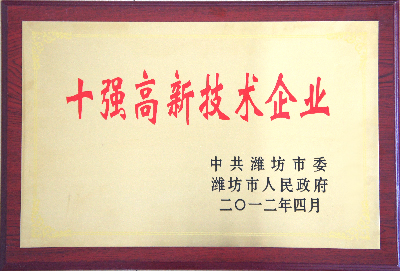 十强高新技术企业
中共潍坊市委
潍坊市人民政府
二〇一二年四月